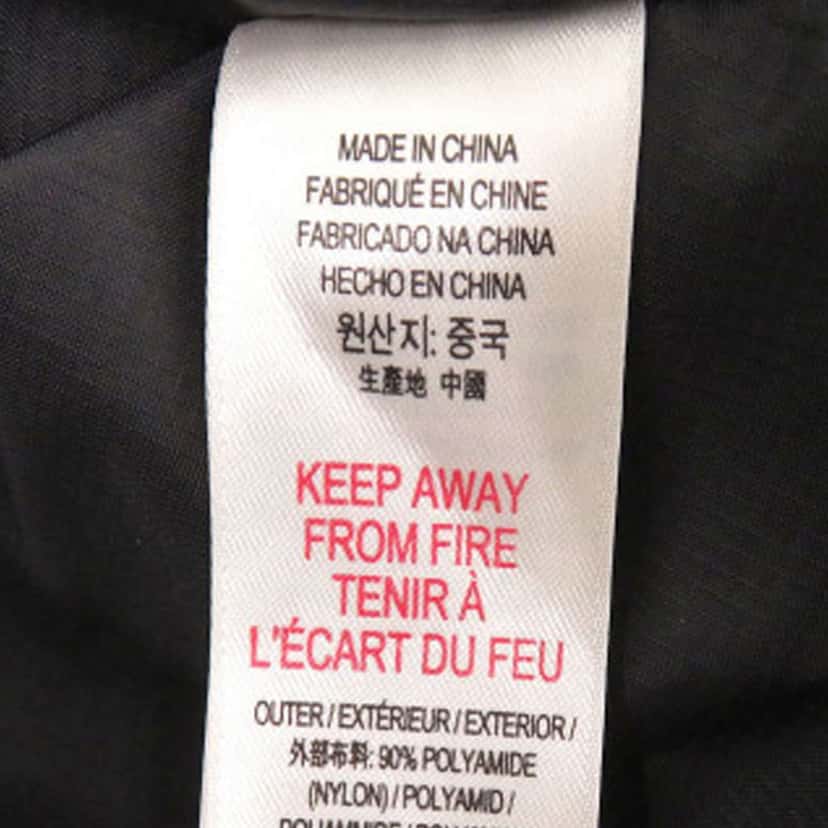 MADE IN CHINA
FABRIQUÉ EN CHINE
FABRICADO NA CHINA
HECHO EN CHINA
원산지: 중국
生產地 中國
KEEP AWAY
FROM FIRE
TENIR À
L'ÉCART DU FEU
OUTER / EXTÉRIEUR / EXTERIOR /
外部布料: 90% POLYAMIDE
(NYLON) / POLYAMID /